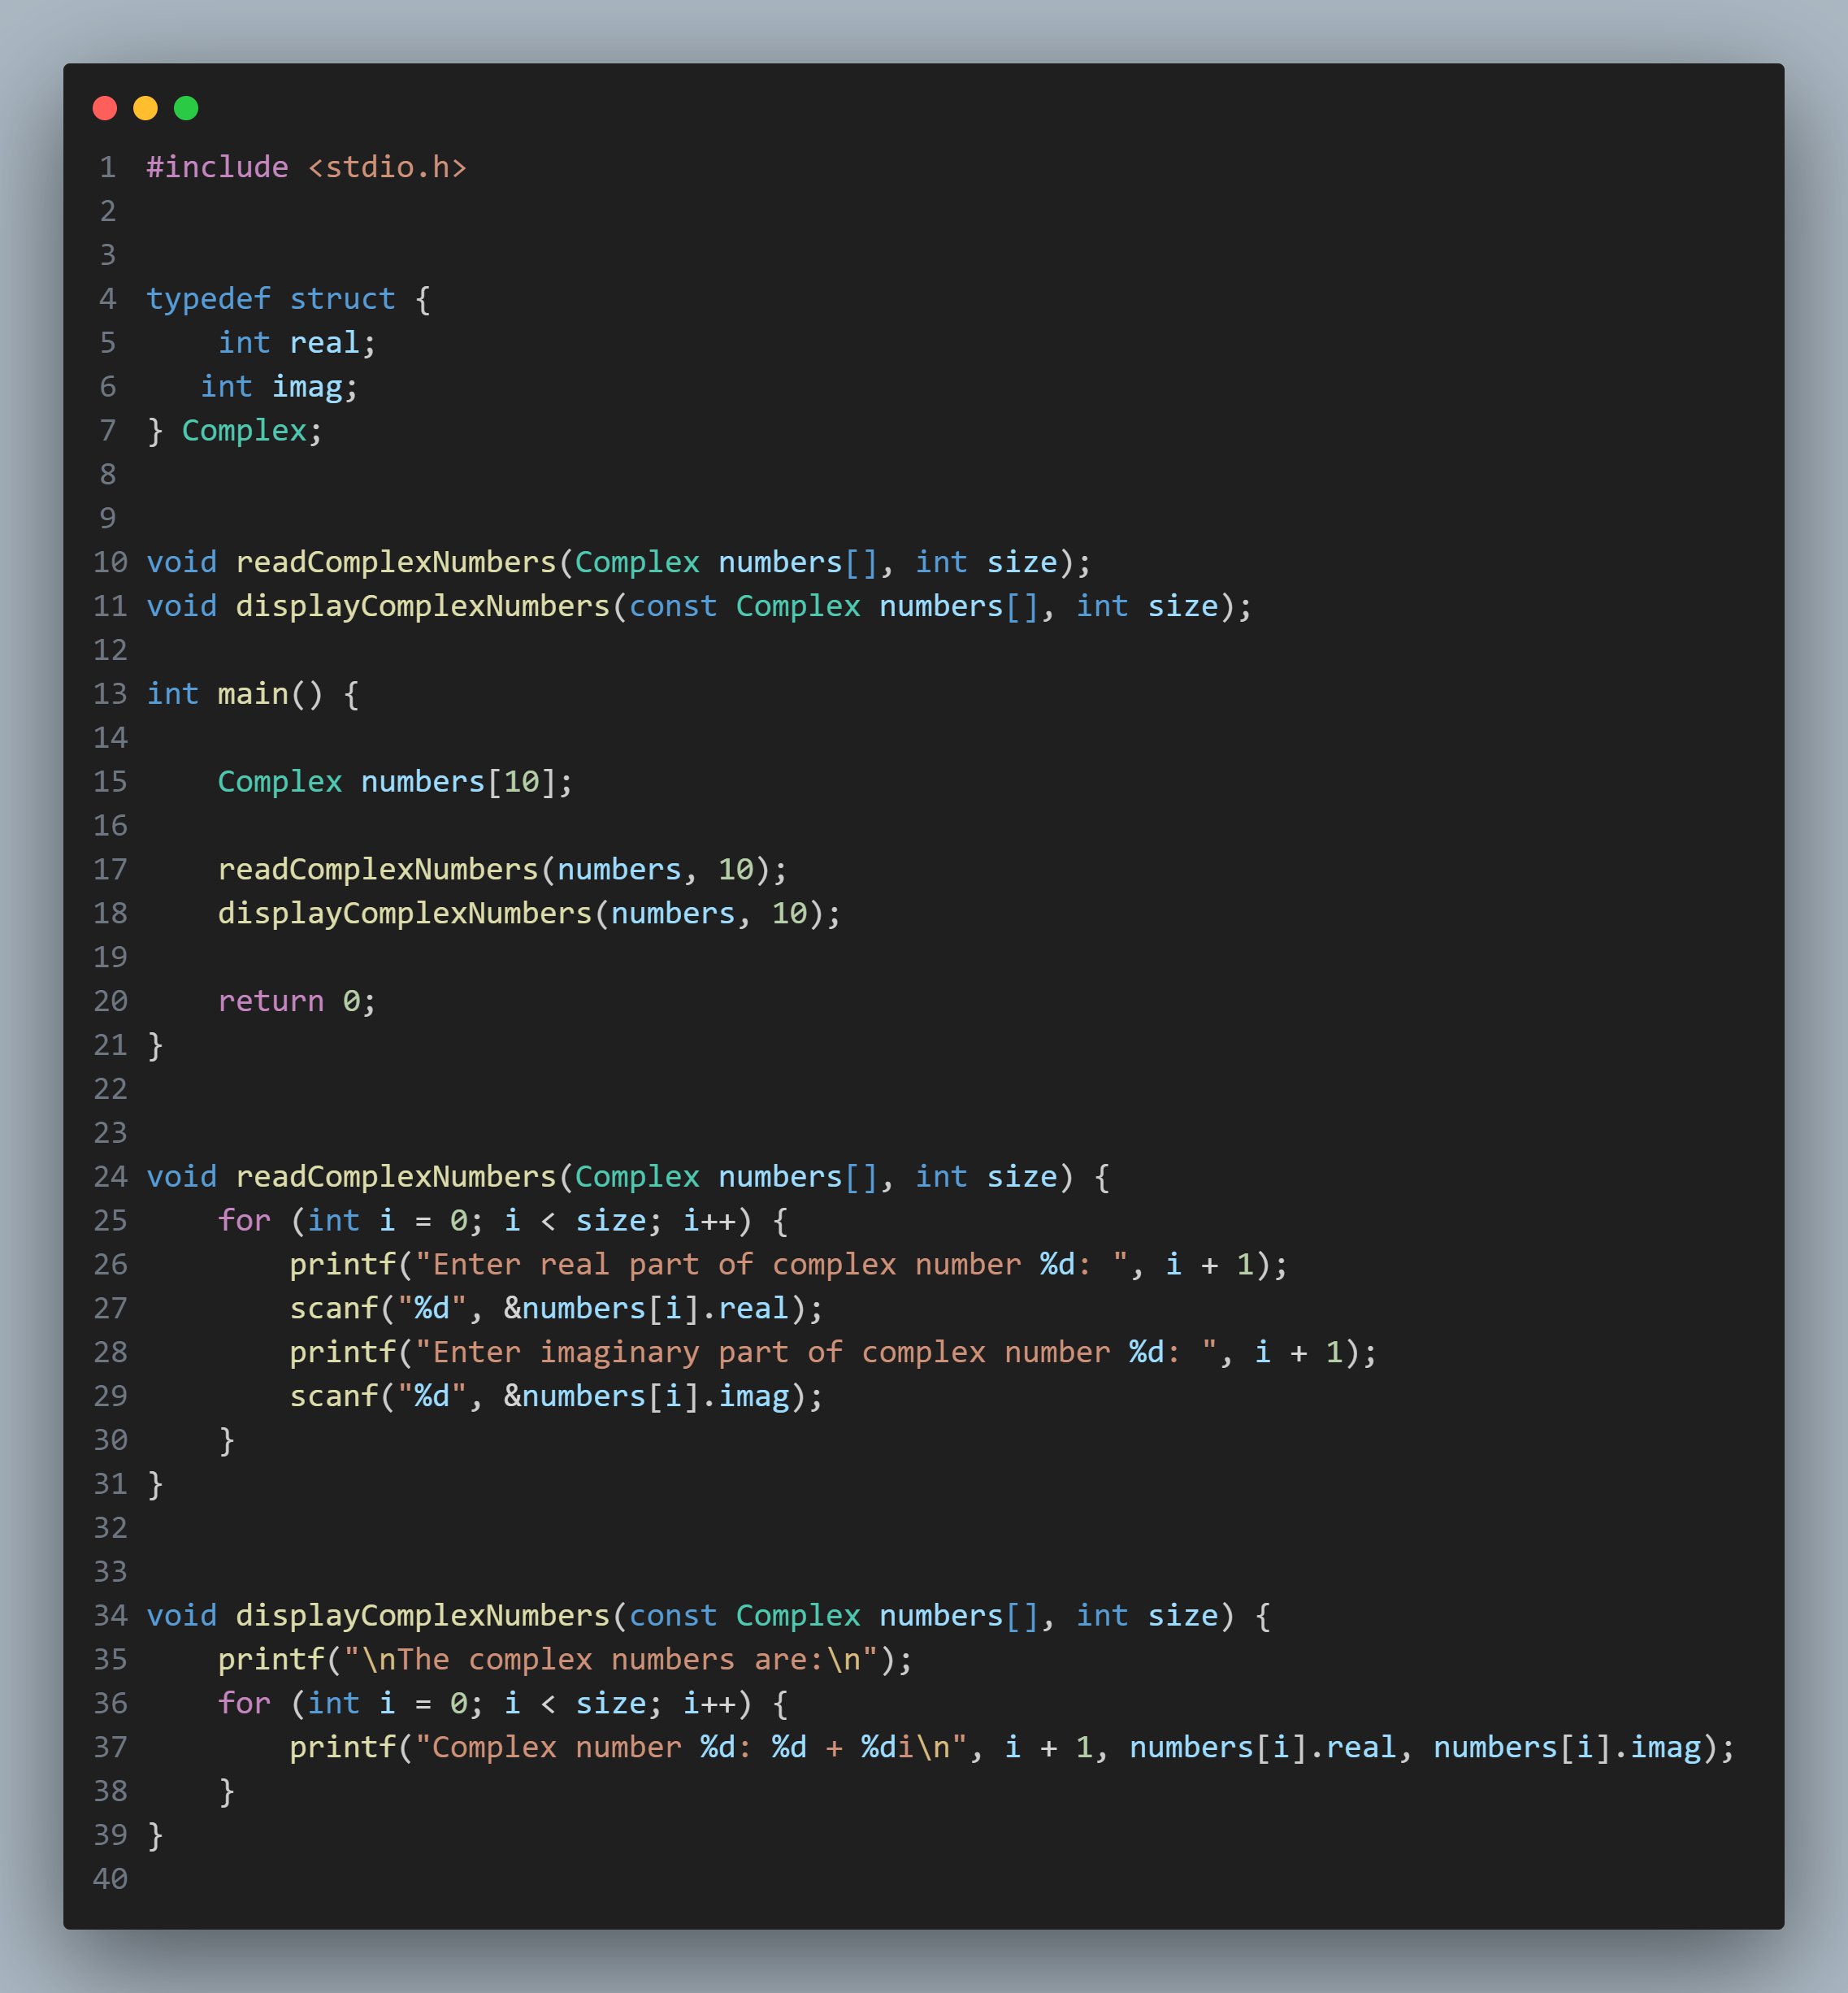 1 #include <stdio.h>
2
3
4 typedef struct {
5     int real;
6    int imag;
7 } Complex;
8
9
10 void readComplexNumbers(Complex numbers[], int size);
11 void displayComplexNumbers(const Complex numbers[], int size);
12
13 int main() {
14
15     Complex numbers[10];
16
17     readComplexNumbers(numbers, 10);
18     displayComplexNumbers(numbers, 10);
19
20     return 0;
21 }
22
23
24 void readComplexNumbers(Complex numbers[], int size) {
25     for (int i = 0; i < size; i++) {
26         printf("Enter real part of complex number %d: ", i + 1);
27         scanf("%d", &numbers[i].real);
28         printf("Enter imaginary part of complex number %d: ", i + 1);
29         scanf("%d", &numbers[i].imag);
30     }
31 }
32
33
34 void displayComplexNumbers(const Complex numbers[], int size) {
35     printf("\nThe complex numbers are:\n");
36     for (int i = 0; i < size; i++) {
37         printf("Complex number %d: %d + %di\n", i + 1, numbers[i].real, numbers[i].imag);
38     }
39 }
40